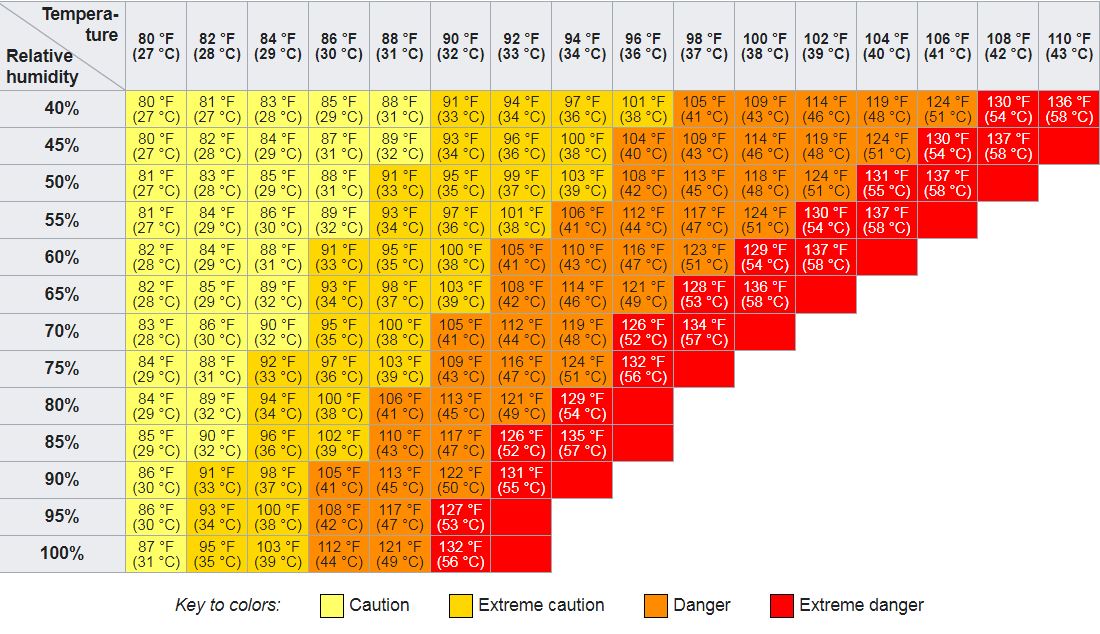 Tempera-
ture
Relative
humidity
80 °F 82 °F 84 °F 86 °F 88 °F 90 °F 92 °F 94 °F 96 °F 98 °F 100 °F 102 °F 104 °F 106 °F 108 °F 110 °F
(27 °C) (28 °C) (29 °C) (30 °C) (31 °C) (32 °C) (33 °C) (34 °C) (36 °C) (37 °C) (38 °C) (39 °C) (40 °C) (41 °C) (42 °C) (43 °C)
40%
80 °F 81 °F 83 °F 85 °F 88 °F 91 °F 94 °F 97 °F 101 °F 105 °F 109 °F 114 °F 119 °F 124 °F 130 °F 136 °F
(27 °C) (27 °C) (28 °C) (29 °C) (31 °C) (33 °C) (34 °C) (36 °C) (38 °C) (41 °C) (43 °C) (46 °C) (48 °C) (51 °C) (54 °C) (58 °C)
45%
80 °F 82 °F 84 °F 87 °F 89 °F 93 °F 96 °F 100 °F 104 °F 109 °F 114 °F 119 °F 124 °F 130 °F 137 °F
(27 °C) (28 °C) (29 °C) (31 °C) (32 °C) (34 °C) (36 °C) (38 °C) (40 °C) (43 °C) (46 °C) (48 °C) (51 °C) (54 °C) (58 °C)
50%
81 °F 83 °F 85 °F 88 °F 91 °F 95 °F 99 °F 103 °F 108 °F 113 °F 118 °F 124 °F 131 °F 137 °F
(27 °C) (28 °C) (29 °C) (31 °C) (33 °C) (35 °C) (37 °C) (39 °C) (42 °C) (45 °C) (48 °C) (51 °C) (55 °C) (58 °C)
55%
81 °F 84 °F 86 °F 89 °F 93 °F 97 °F 101 °F 106 °F 112 °F 117 °F 124 °F 130 °F 137 °F
(27 °C) (29 °C) (30 °C) (32 °C) (34 °C) (36 °C) (38 °C) (41 °C) (44 °C) (47 °C) (51 °C) (54 °C) (58 °C)
60%
82 °F 84 °F 88 °F 91 °F 95 °F 100 °F 105 °F 110 °F 116 °F 123 °F 129 °F 137 °F
(28 °C) (29 °C) (31 °C) (33 °C) (35 °C) (38 °C) (41 °C) (43 °C) (47 °C) (51 °C) (54 °C) (58 °C)
65%
82 °F 85 °F 89 °F 93 °F 98 °F 103 °F 108 °F 114 °F 121 °F 128 °F 136 °F
(28 °C) (29 °C) (32 °C) (34 °C) (37 °C) (39 °C) (42 °C) (46 °C) (49 °C) (53 °C) (58 °C)
70%
83 °F 86 °F 90 °F 95 °F 100 °F 105 °F 112 °F 119 °F 126 °F 134 °F
(28 °C) (30 °C) (32 °C) (35 °C) (38 °C) (41 °C) (44 °C) (48 °C) (52 °C) (57 °C)
75%
84 °F 88 °F 92 °F 97 °F 103 °F 109 °F 116 °F 124 °F 132 °F
(29 °C) (31 °C) (33 °C) (36 °C) (39 °C) (43 °C) (47 °C) (51 °C) (56 °C)
80%
84 °F 89 °F 94 °F 100 °F 106 °F 113 °F 121 °F 129 °F
(29 °C) (32 °C) (34 °C) (38 °C) (41 °C) (45 °C) (49 °C) (54 °C)
85%
85 °F 90 °F 96 °F 102 °F 110 °F 117 °F 126 °F 135 °F
(29 °C) (32 °C) (36 °C) (39 °C) (43 °C) (47 °C) (52 °C) (57 °C)
90%
86 °F 91 °F 98 °F 105 °F 113 °F 122 °F 131 °F
(30 °C) (33 °C) (37 °C) (41 °C) (45 °C) (50 °C) (55 °C)
95%
86 °F 93 °F 100 °F 108 °F 117 °F 127 °F
(30 °C) (34 °C) (38 °C) (42 °C) (47 °C) (53 °C)
100%
87 °F 95 °F 103 °F 112 °F 121 °F 132 °F
(31 °C) (35 °C) (39 °C) (44 °C) (49 °C) (56 °C)
Key to colors: Caution Extreme caution Danger Extreme danger